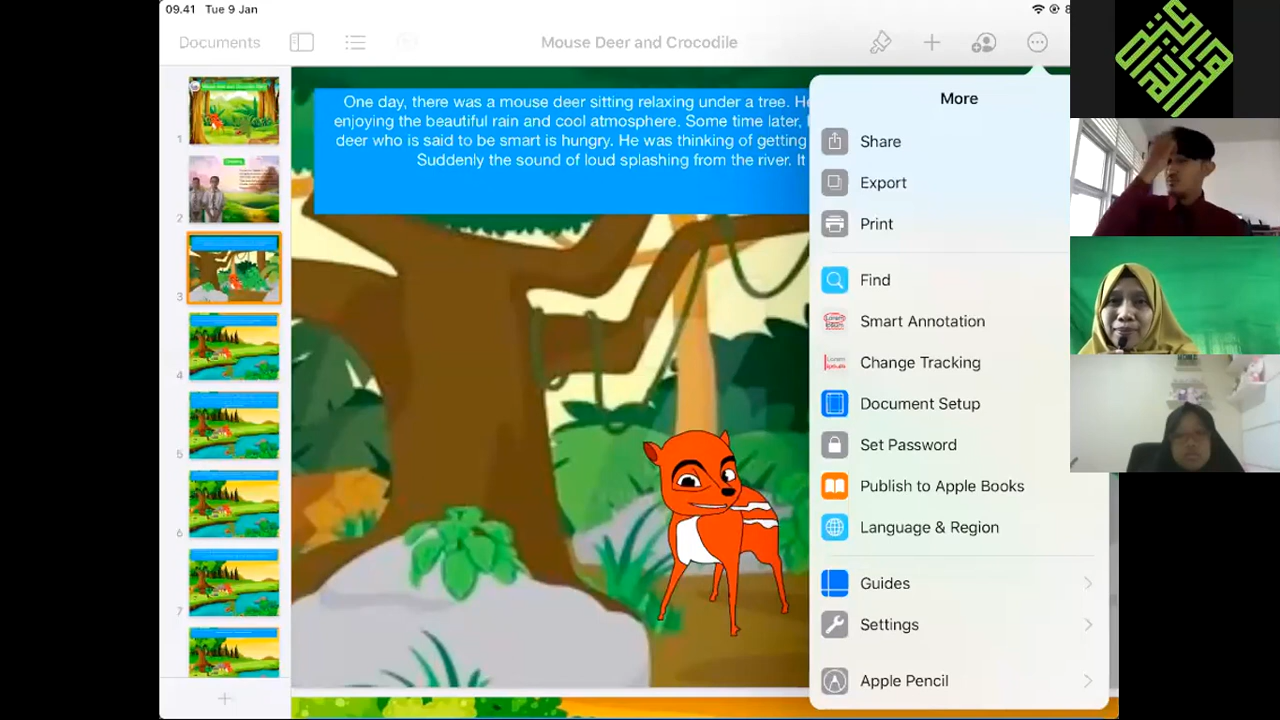 09.41 Tue 9 Jan
Documents
Mouse Deer and Crocodile
One day, there was a mouse deer sitting relaxing under a tree. He
enjoying the beautiful rain and cool atmosphere. Some time later,
deer who is said to be smart is hungry. He was thinking of getting
Suddenly the sound of loud splashing from the river. It
1
2
3
4
5
6
7
More
Share
Export
Print
Find
Smart Annotation
Change Tracking
Document Setup
Set Password
Publish to Apple Books
Language & Region
Guides
Settings
Apple Pencil